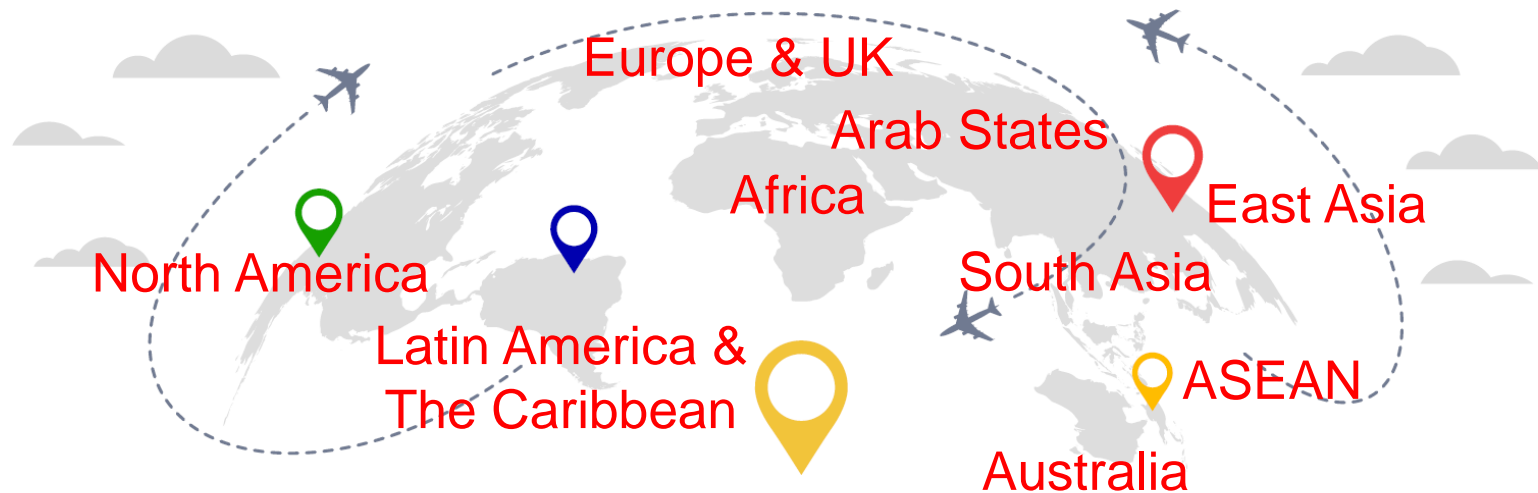 Europe & UK
Arab States
Africa
East Asia
North America
South Asia
Latin America &
The Caribbean
ASEAN
Australia